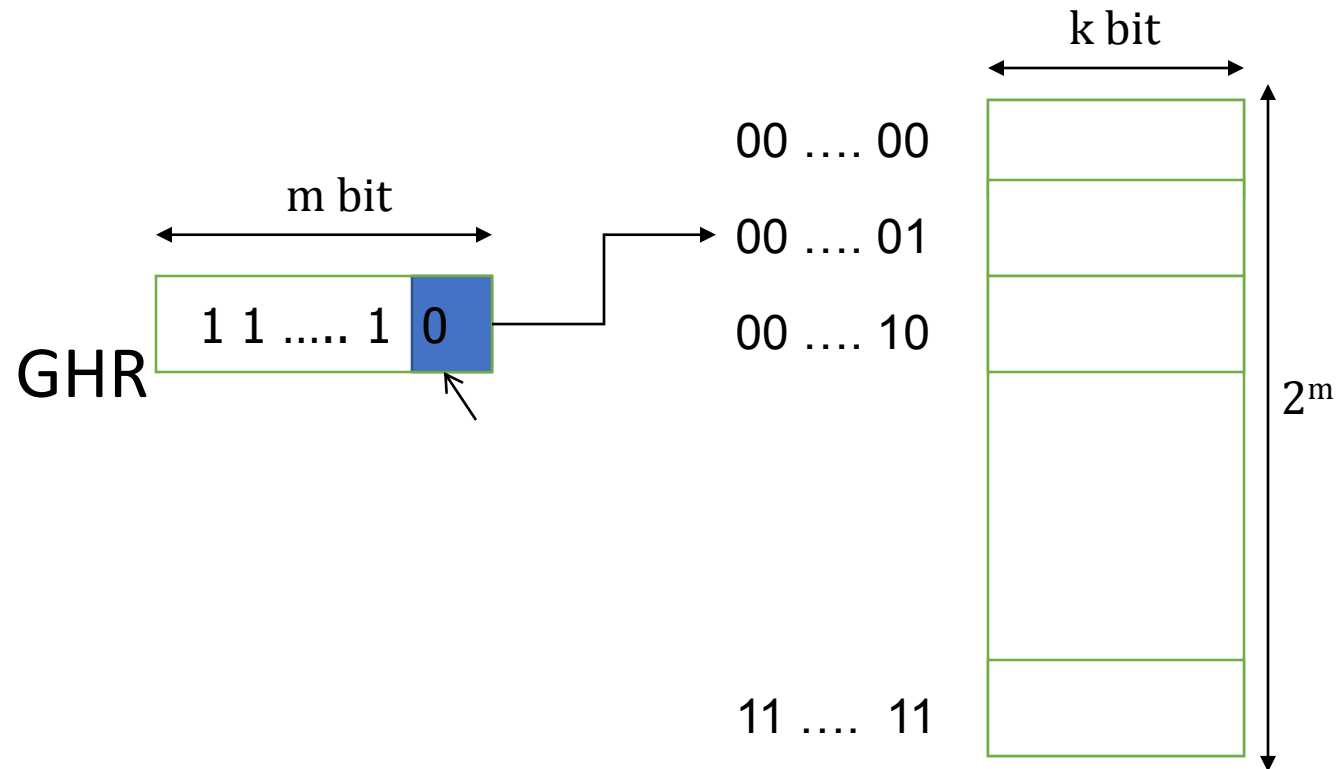 k bit
00 .... 00
m bit
00 .... 01
1 1 ..... 1 0
00 .... 10
GHR
2ᵐ
11 .... 11